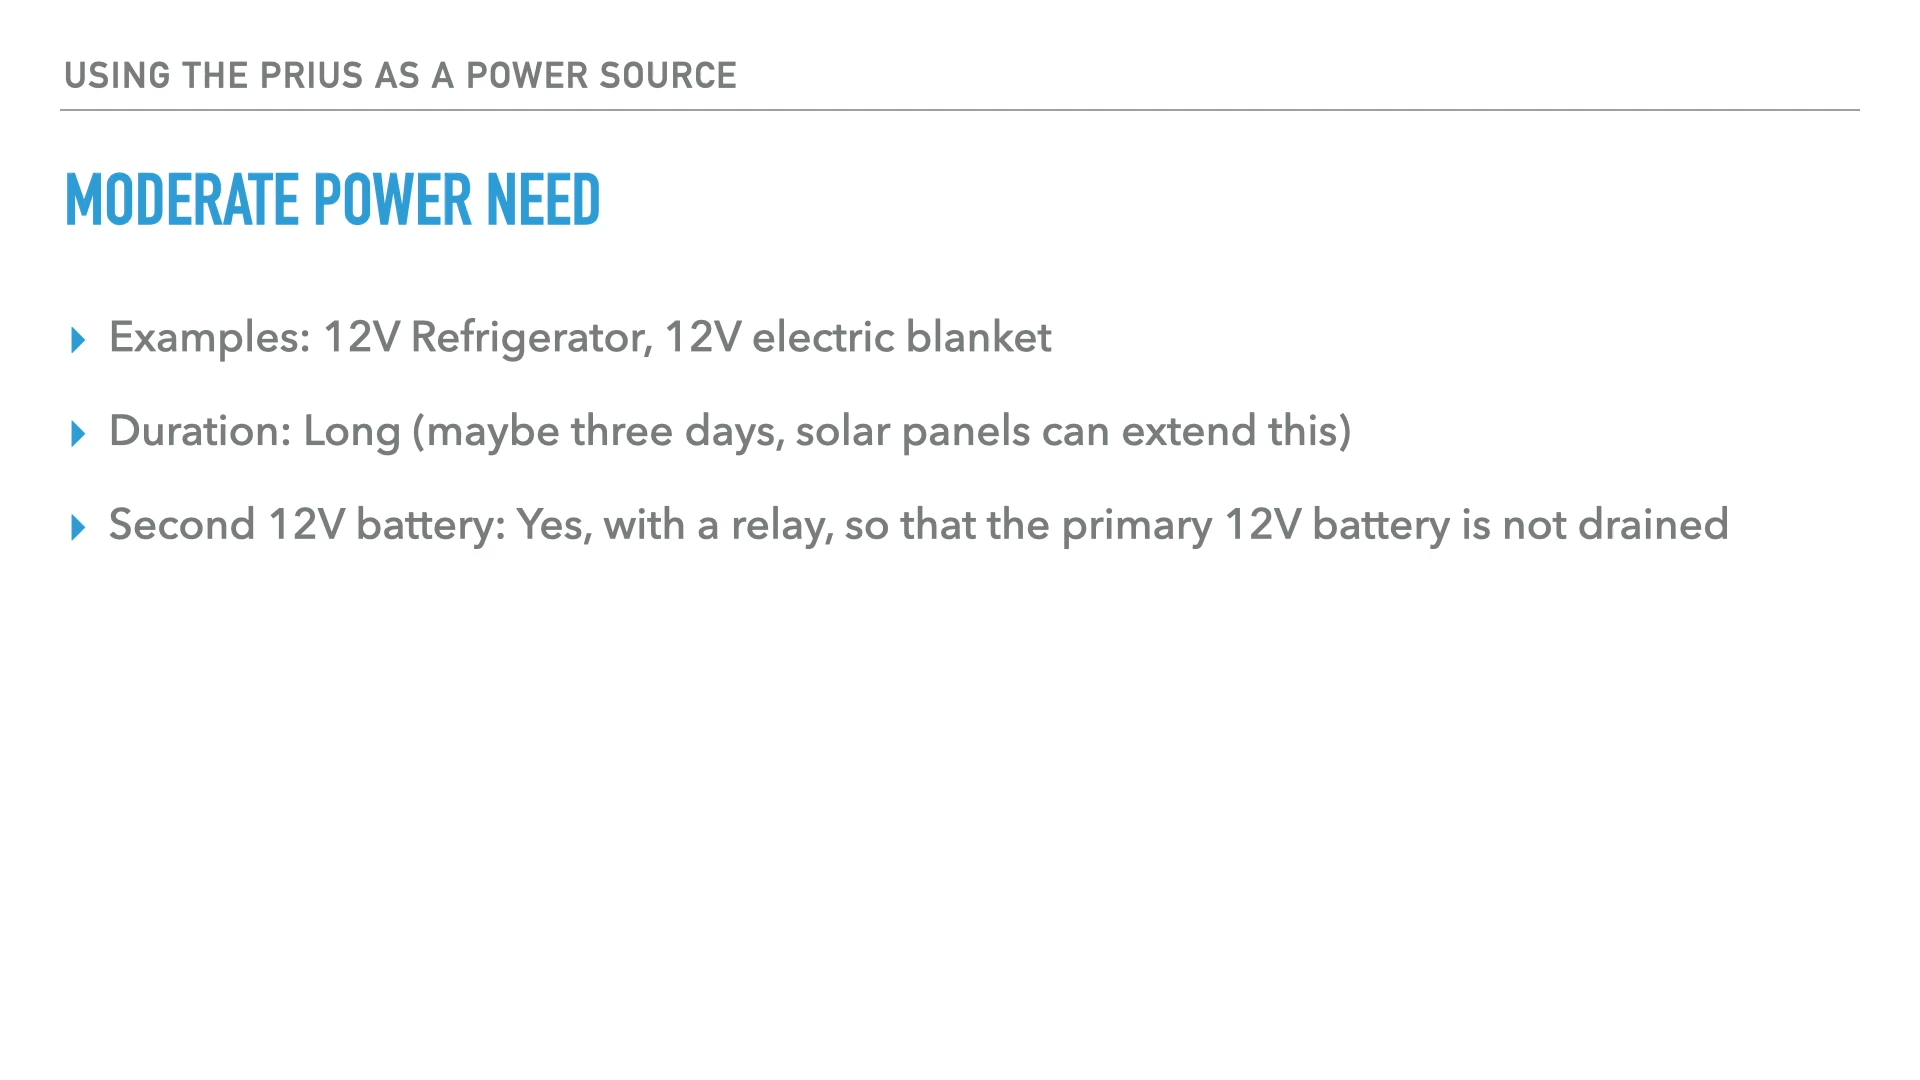 USING THE PRIUS AS A POWER SOURCE
MODERATE POWER NEED
▸ Examples: 12V Refrigerator, 12V electric blanket
▸ Duration: Long (maybe three days, solar panels can extend this)
▸ Second 12V battery: Yes, with a relay, so that the primary 12V battery is not drained